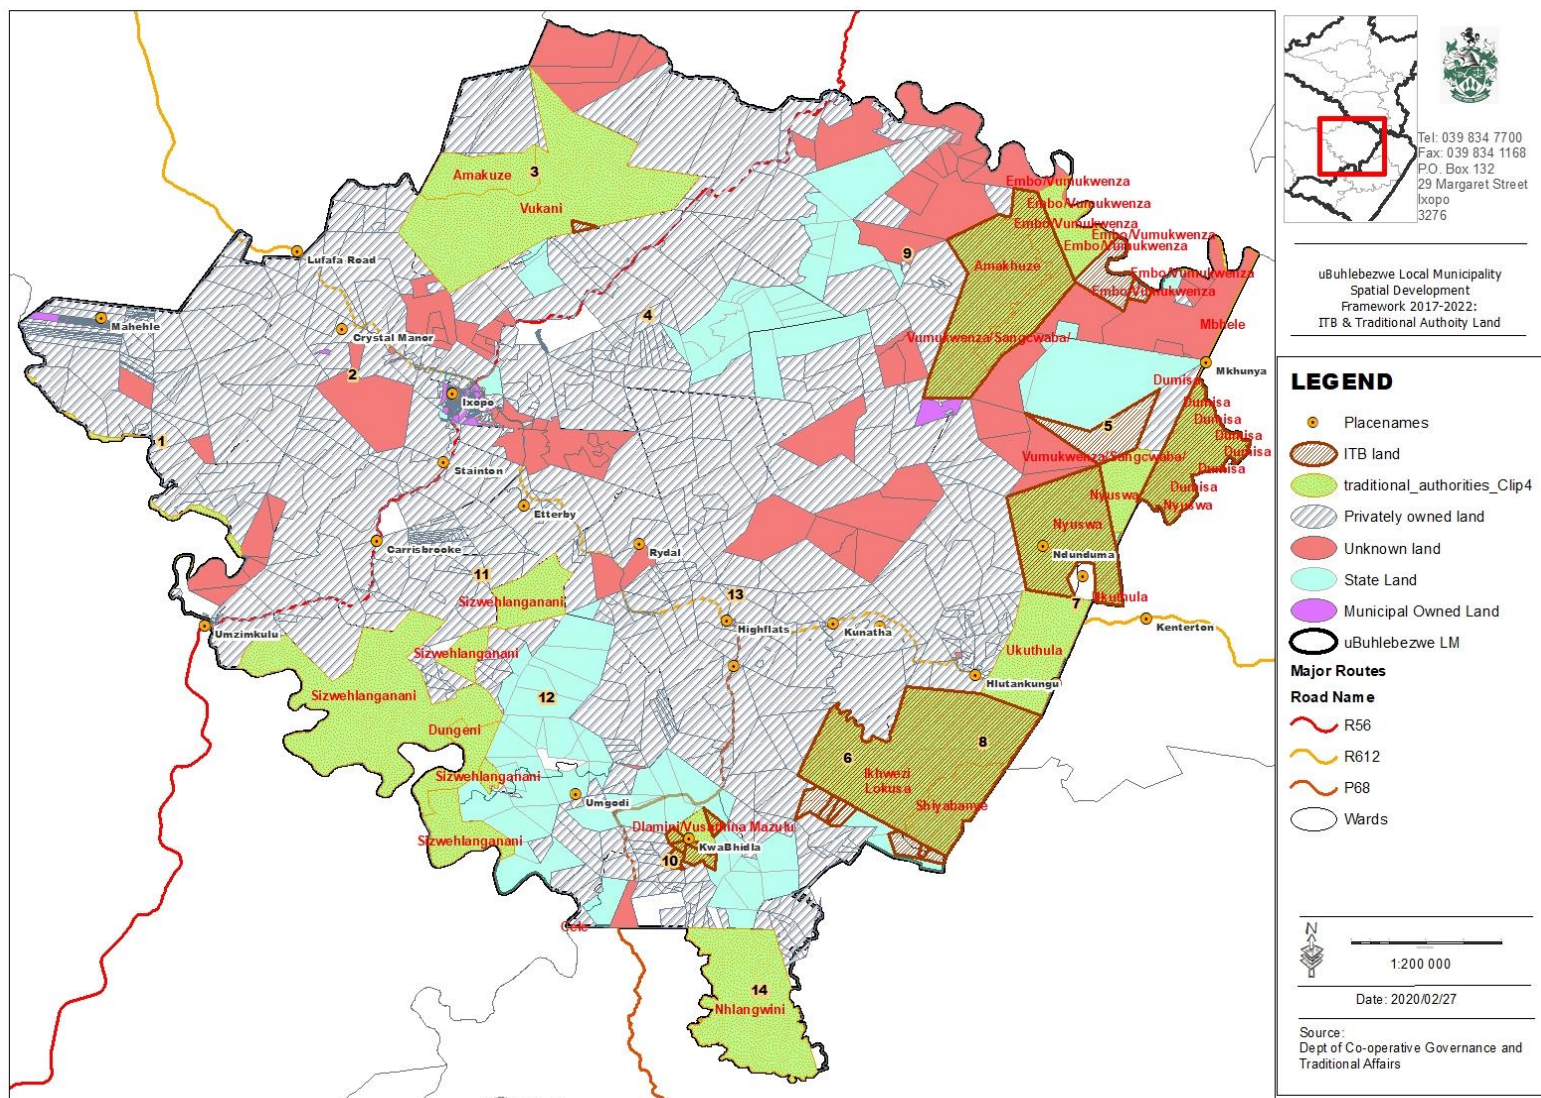 Amakuze
3
Vukani
Lufafa Road
Mahehle
Crystal Manor
4
2
Ixopo
1
Stainton
Etterby
Carrisbrooke
Rydal
11
Sizwehlanganani
13
Umzimkulu
Highflats
Kunatha
Sizwehlanganani
Sizwehlanganani
12
Dungeni
Sizwehlanganani
Umgodi
Sizwehlanganani
Dlamini/Vusathina Mazulu
KwaBhidla
10
Cele
14
Nhlangwini
Embo/Vumukwenza
Embo/Vumukwenza
Embo/Vumukwenza
Embo/Vumukwenza
Embo/Vumukwenza
9
Amakhuze
Embo/Vumukwenza
Embo/Vumukwenza
Mbhele
Vumukwenza/Sangcwaba/
Mkhunya
Dumisa
Dumisa
Dumisa
5
Dumisa
Dumisa
Vumukwenza/Sangcwaba/
Dumisa
Dumisa
Nyuswa
Nyuswa
Nyuswa
Ndunduma
Nkuthula
7
Kenterton
Ukuthula
Hlutankungu
8
6
Ikhwezi
Lokusa
Shiyabanye
Tel: 039 834 7700
Fax: 039 834 1168
P.O. Box 132
29 Margaret Street
Ixopo
3276
uBuhlebezwe Local Municipality
Spatial Development
Framework 2017-2022:
ITB & Traditional Authoity Land
LEGEND
Placenames
ITB land
traditional_authorities_Clip4
Privately owned land
Unknown land
State Land
Municipal Owned Land
uBuhlebezwe LM
Major Routes
Road Name
R56
R612
P68
Wards
N
1:200 000
Date: 2020/02/27
Source:
Dept of Co-operative Governance and
Traditional Affairs